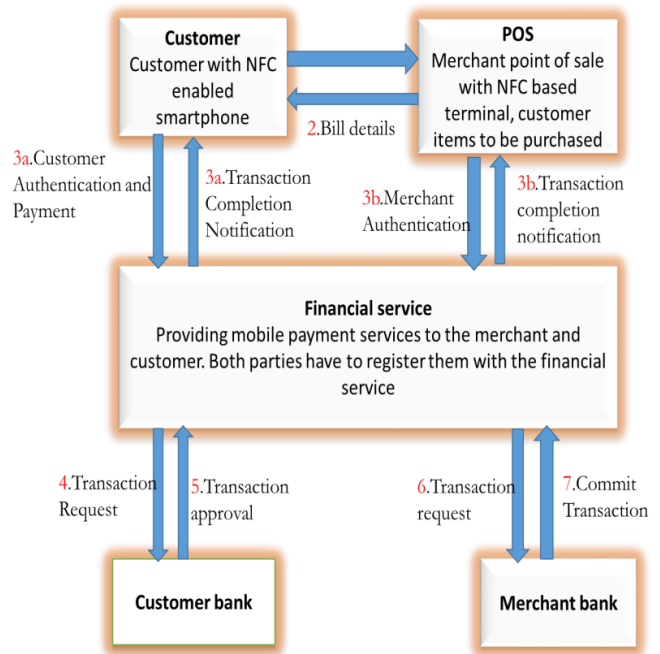 Customer
Customer with NFC
enabled
smartphone
POS
Merchant point of sale
with NFC based
terminal, customer
items to be purchased
2.Bill details
3a.Customer
Authentication and
Payment
3a.Transaction
Completion
Notification
3b.Merchant
Authentication
3b.Transaction
completion
notification
Financial service
Providing mobile payment services to the merchant and
customer. Both parties have to register them with the financial
service
4.Transaction
Request
5.Transaction
approval
6.Transaction
request
7.Commit
Transaction
Customer bank
Merchant bank